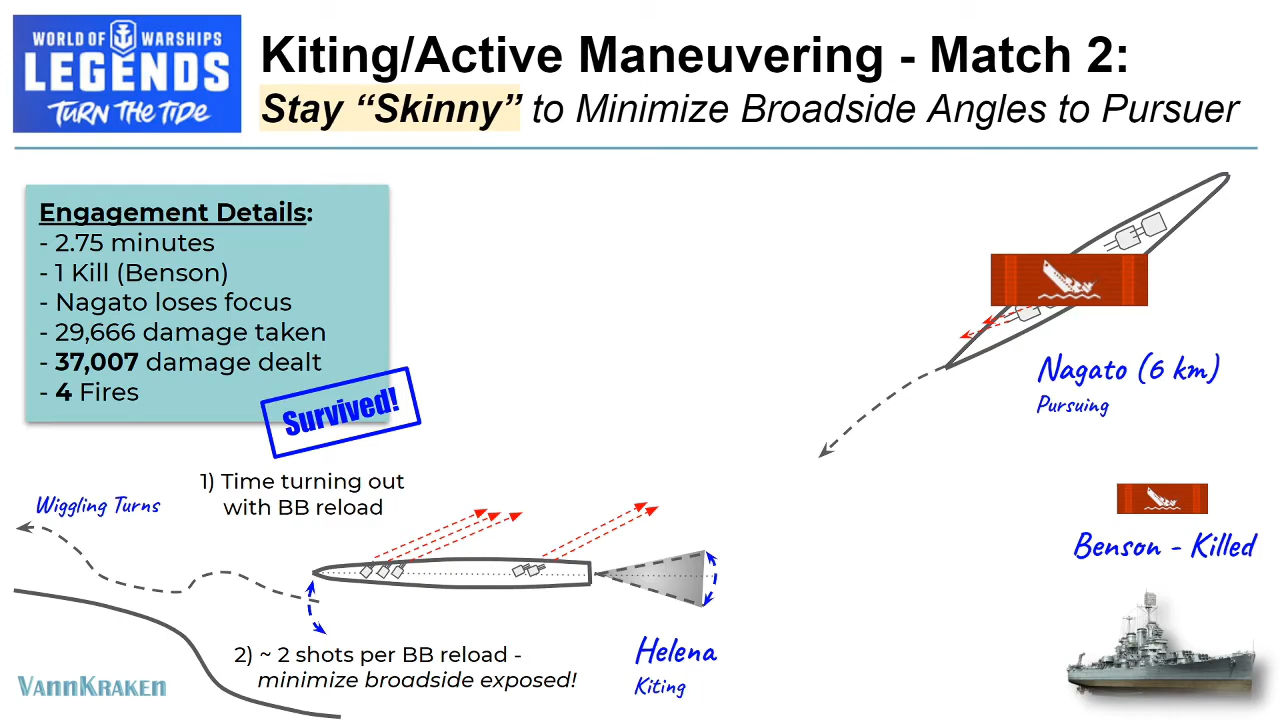 WORLD OF WARSHIPS
LEGENDS
TURN THE TIDE
Kiting/Active Maneuvering - Match 2:
Stay “Skinny” to Minimize Broadside Angles to Pursuer
Engagement Details:
- 2.75 minutes
- 1 Kill (Benson)
- Nagato loses focus
- 29,666 damage taken
- 37,007 damage dealt
- 4 Fires
Survived!
Nagato (6 km)
Pursuing
1) Time turning out
with BB reload
Wiggling Turns
Benson - Killed
2) ~ 2 shots per BB reload -
minimize broadside exposed!
Helena
Kiting
VannKraken